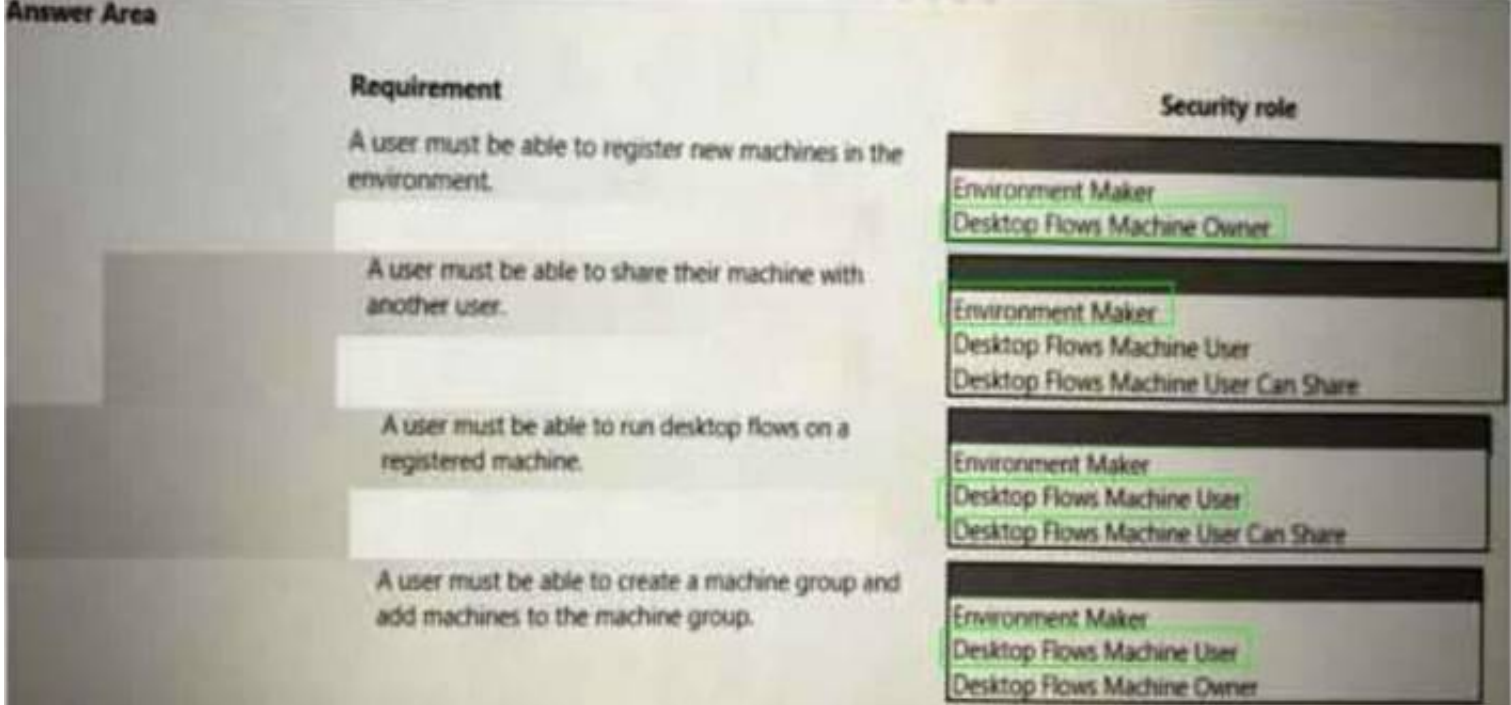 Answer Area
Requirement
Security role
A user must be able to register new machines in the
environment.
Environment Maker
Desktop Flows Machine Owner
A user must be able to share their machine with
another user.
Environment Maker
Desktop Flows Machine User
Desktop Flows Machine User Can Share
A user must be able to run desktop flows on a
registered machine.
Environment Maker
Desktop Flows Machine User
Desktop Flows Machine User Can Share
A user must be able to create a machine group and
add machines to the machine group.
Environment Maker
Desktop Flows Machine User
Desktop Flows Machine Owner